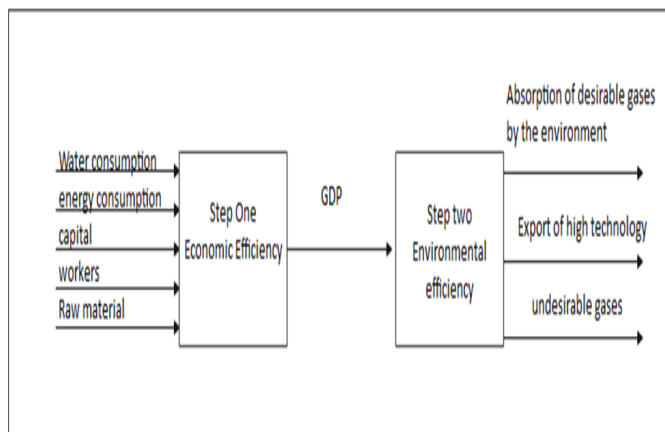 Water consumption
energy consumption
capital
workers
Raw material
Step One
Economic Efficiency
GDP
Step two
Environmental
efficiency
Absorption of desirable gases
by the environment
Export of high technology
undesirable gases